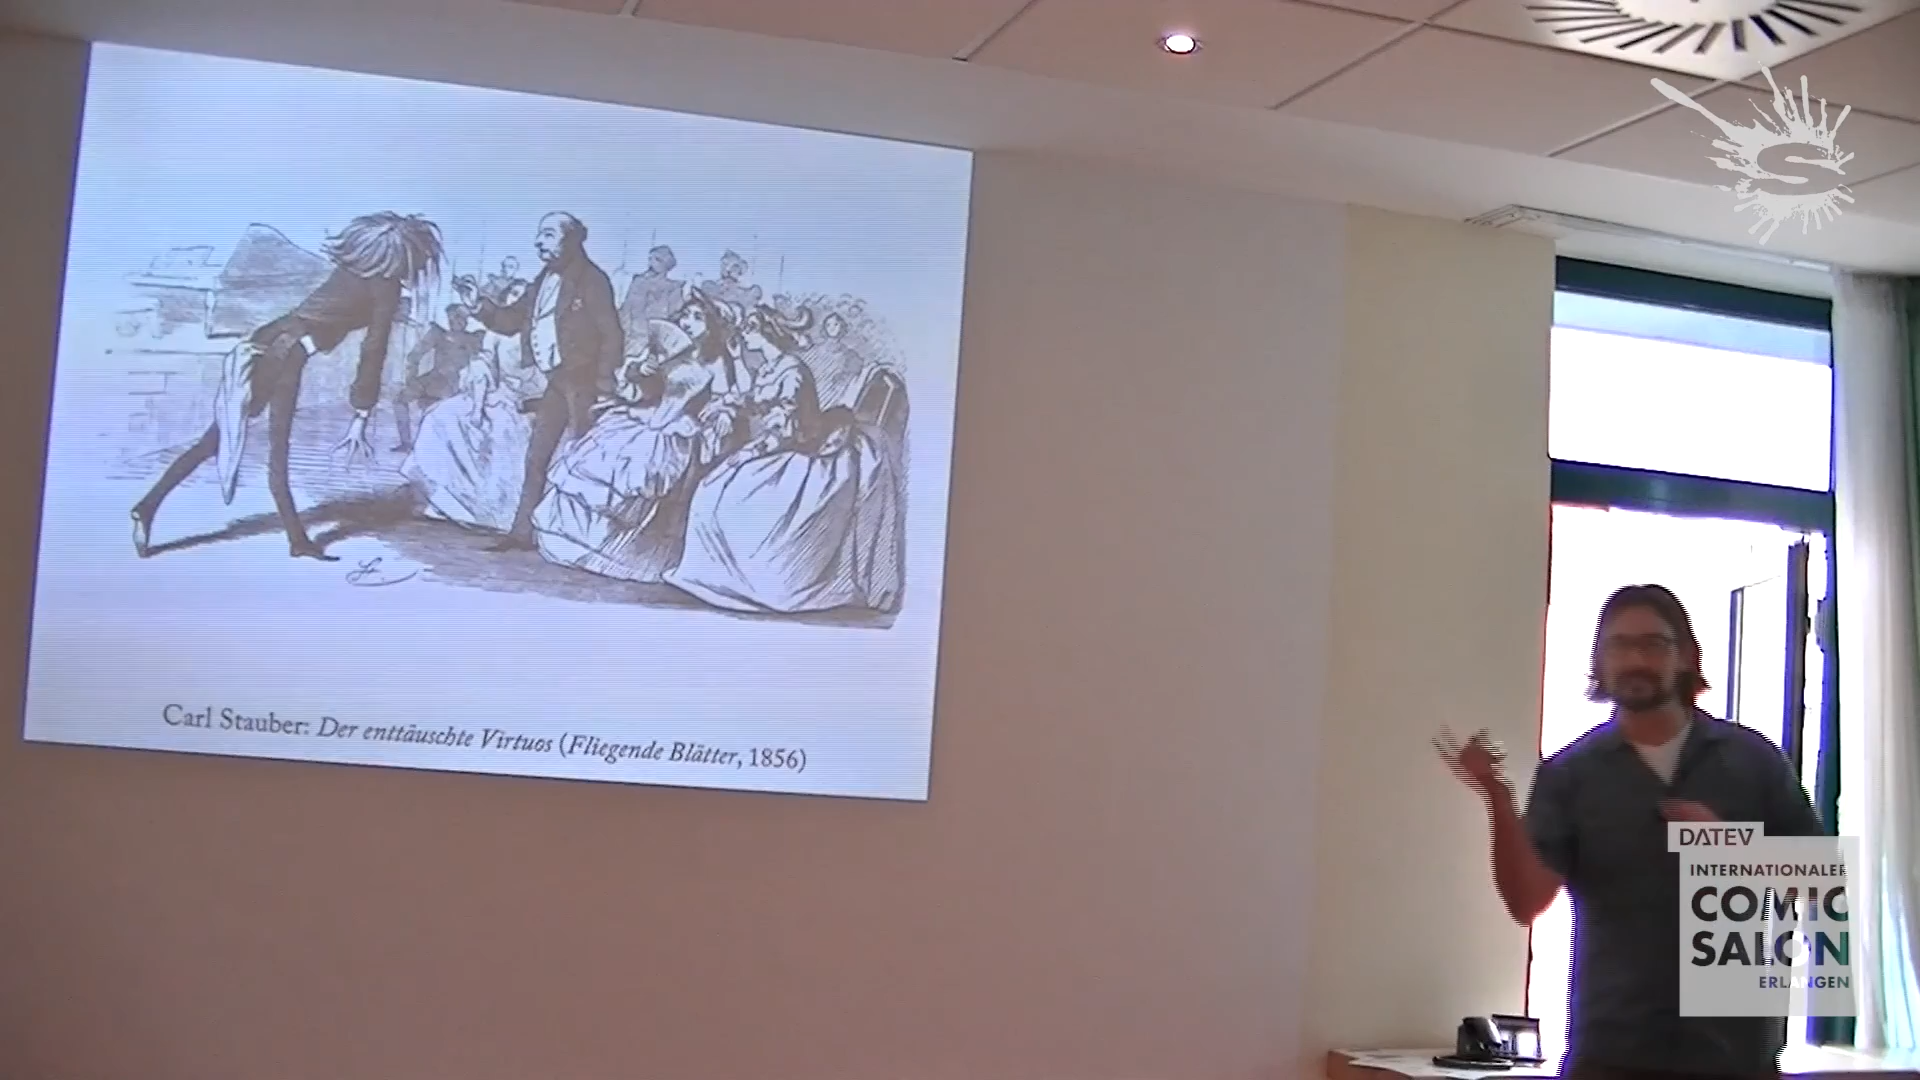 Carl Stauber: Der enttäuschte Virtuos (Fliegende Blätter, 1856)
DATEV
INTERNATIONALER
COMIC
SALON
ERLANGEN